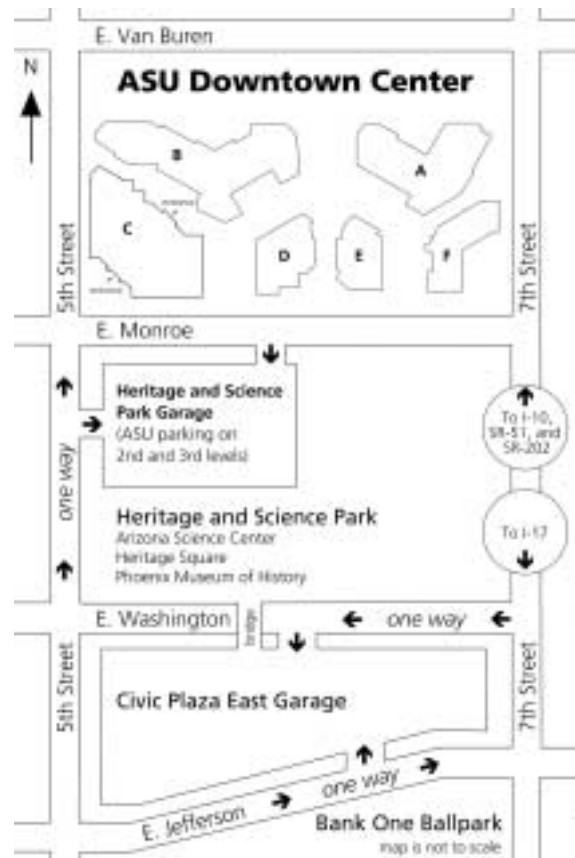 E. Van Buren
N
ASU Downtown Center
B
A
C
D
E
F
5th Street
7th Street
E. Monroe
Heritage and Science
Park Garage
(ASU parking on
2nd and 3rd levels)
To I-10,
SR-51, and
SR-202
one way
Heritage and Science Park
Arizona Science Center
Heritage Square
Phoenix Museum of History
To I-17
E. Washington
bridge
one way
5th Street
7th Street
Civic Plaza East Garage
one way
E. Jefferson
Bank One Ballpark
map is not to scale